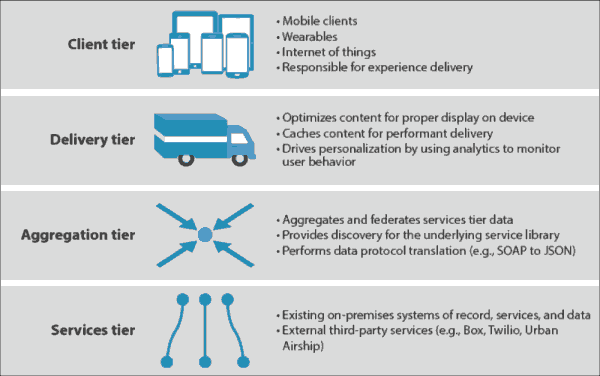 Client tier
• Mobile clients
• Wearables
• Internet of things
• Responsible for experience delivery
Delivery tier
• Optimizes content for proper display on device
• Caches content for performant delivery
• Drives personalization by using analytics to monitor
user behavior
Aggregation tier
• Aggregates and federates services tier data
• Provides discovery for the underlying service library
• Performs data protocol translation (e.g., SOAP to JSON)
Services tier
• Existing on-premises systems of record, services, and data
• External third-party services (e.g., Box, Twilio, Urban
Airship)